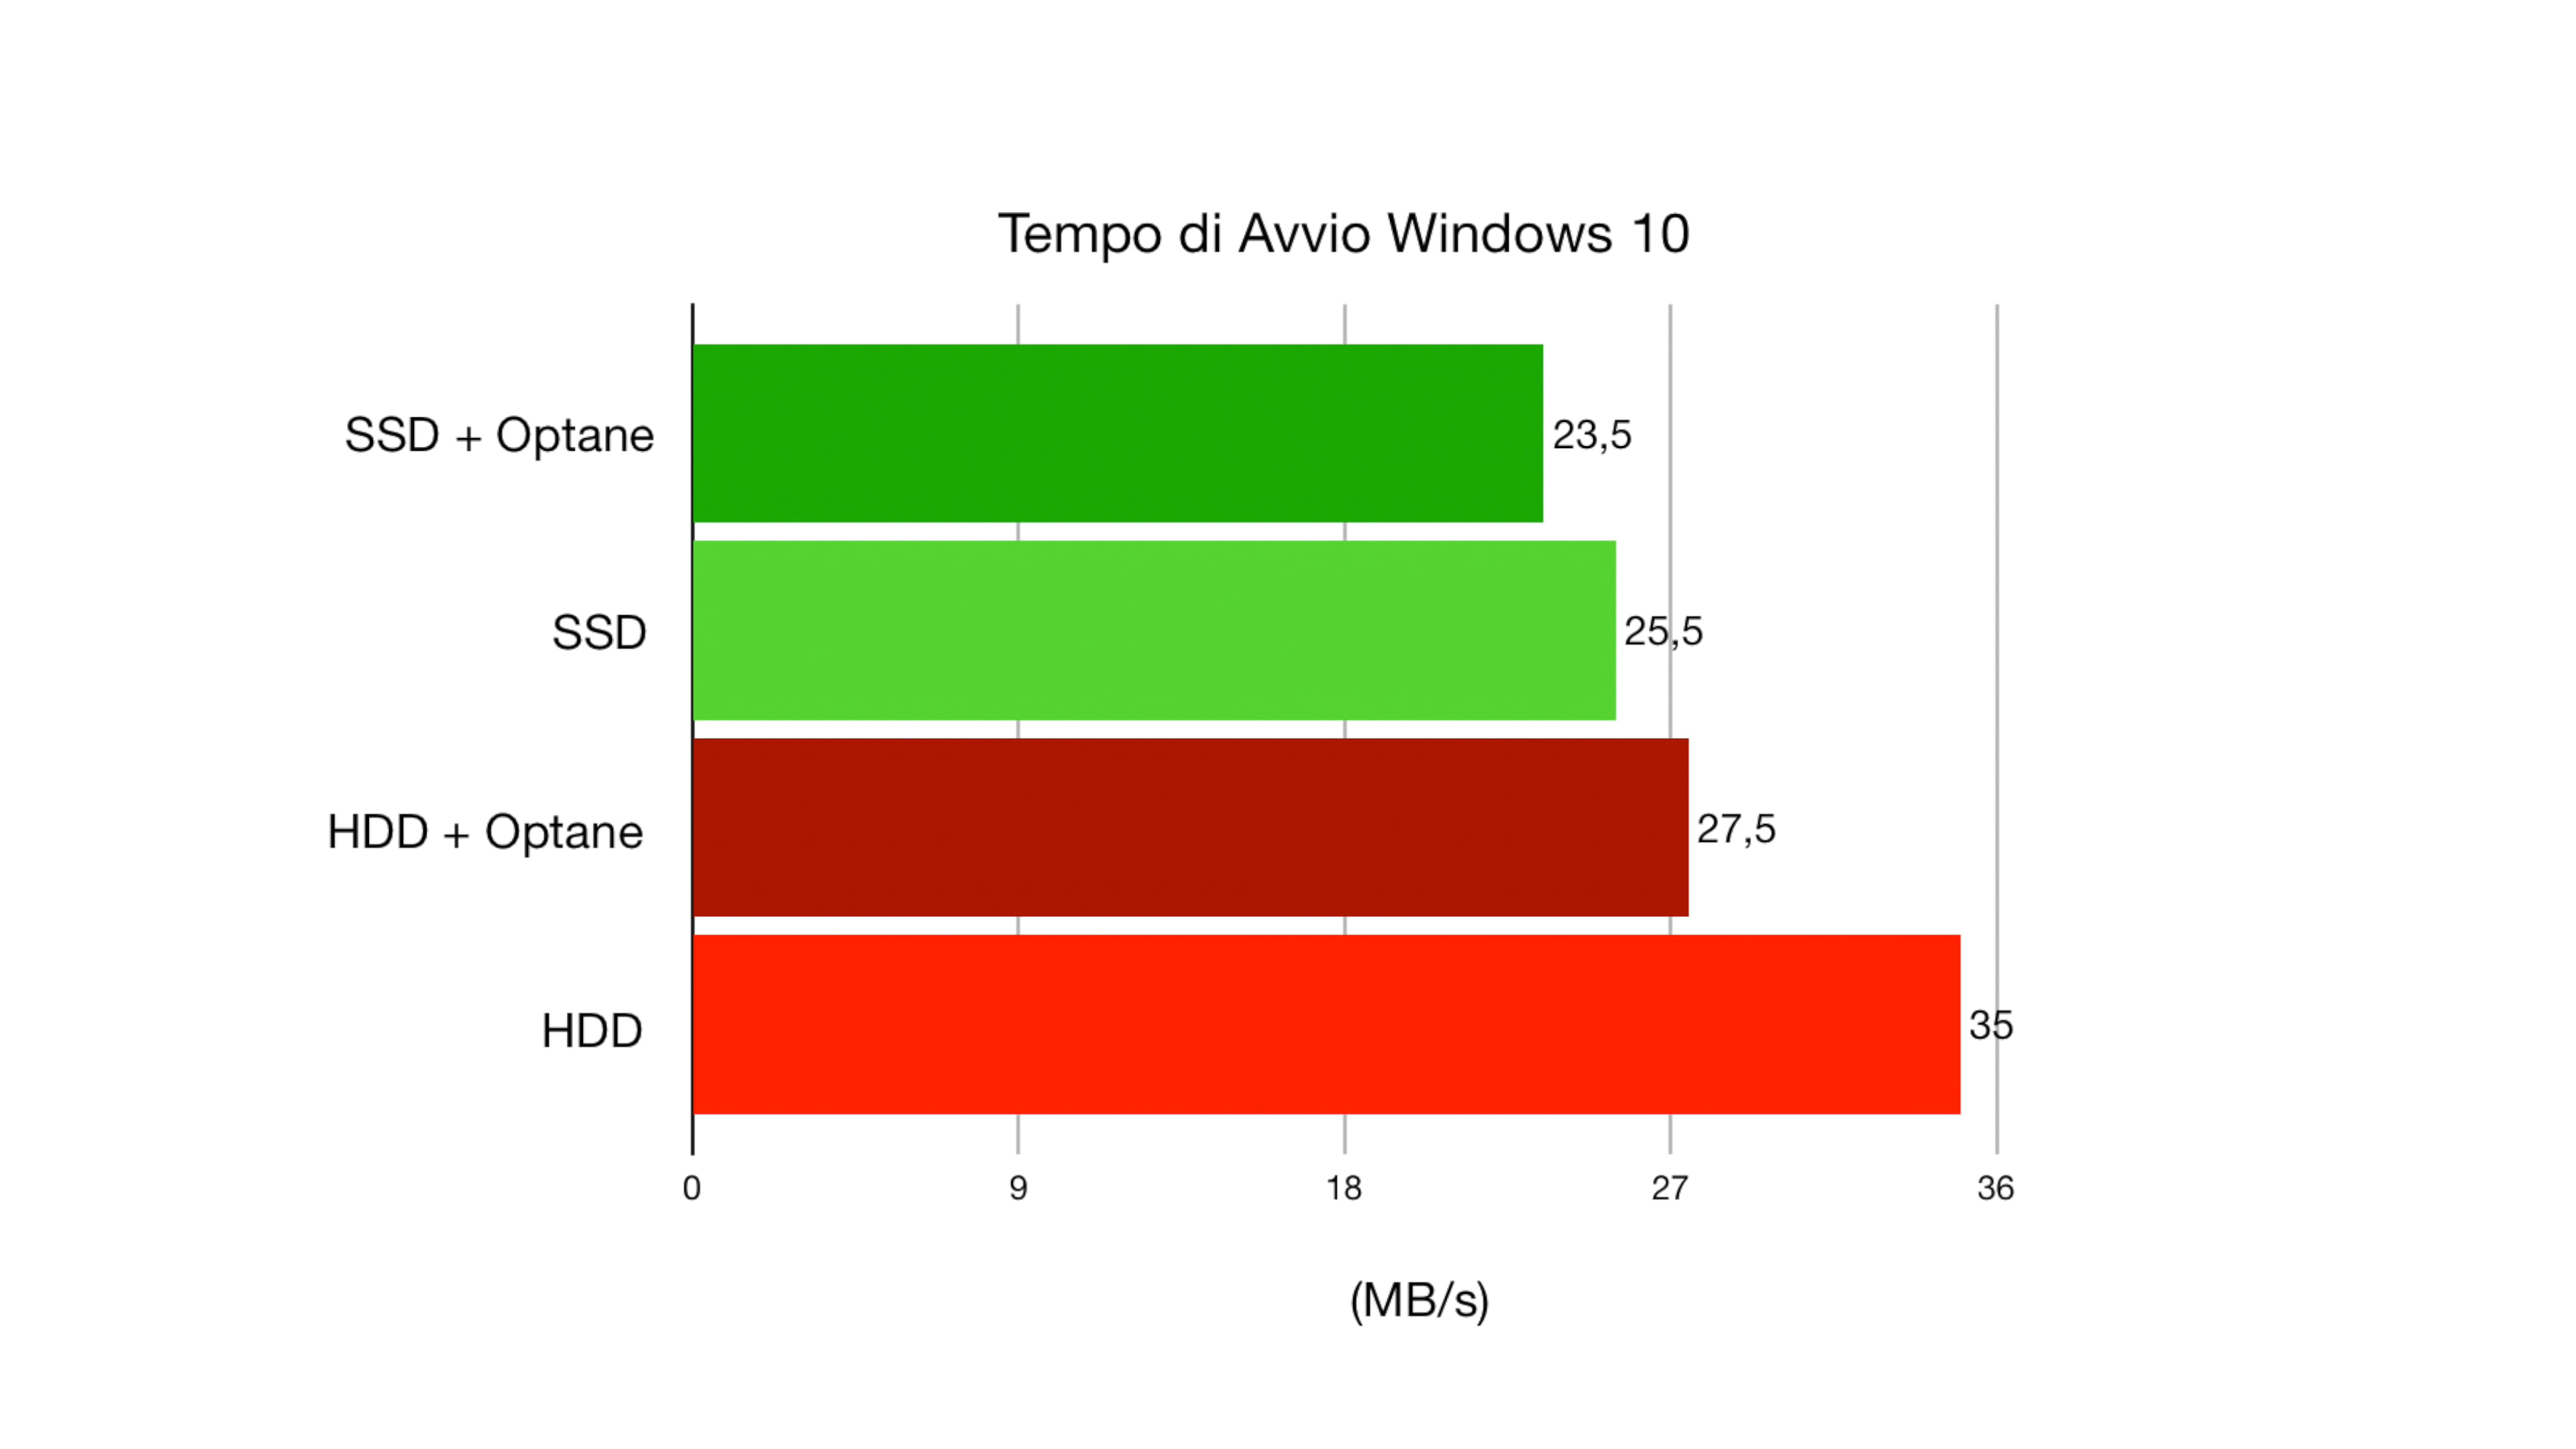 Tempo di Avvio Windows 10
SSD + Optane
23,5
SSD
25,5
HDD + Optane
27,5
HDD
35
0 9 18 27 36
(MB/s)